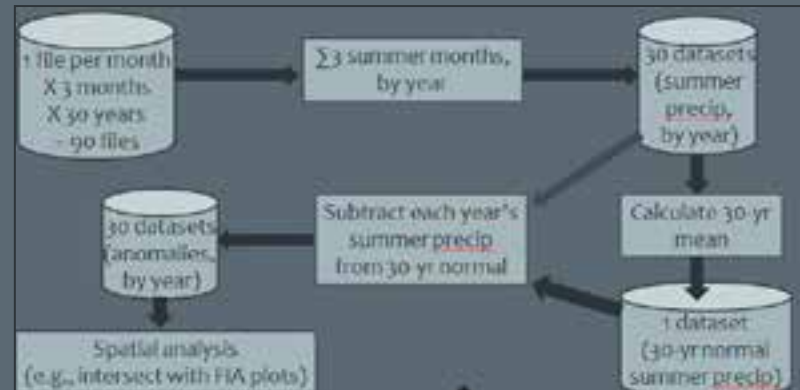 1 file per month
X 3 months
X 30 years
- 90 files
∑3 summer months,
by year
30 datasets
(summer
precip,
by year)
Calculate 30-yr
mean
1 dataset
(30-yr normal
summer precip)
Subtract each year's
summer precip
from 30-yr normal
30 datasets
(anomalies,
by year)
Spatial analysis
(e.g., intersect with FIA plots)